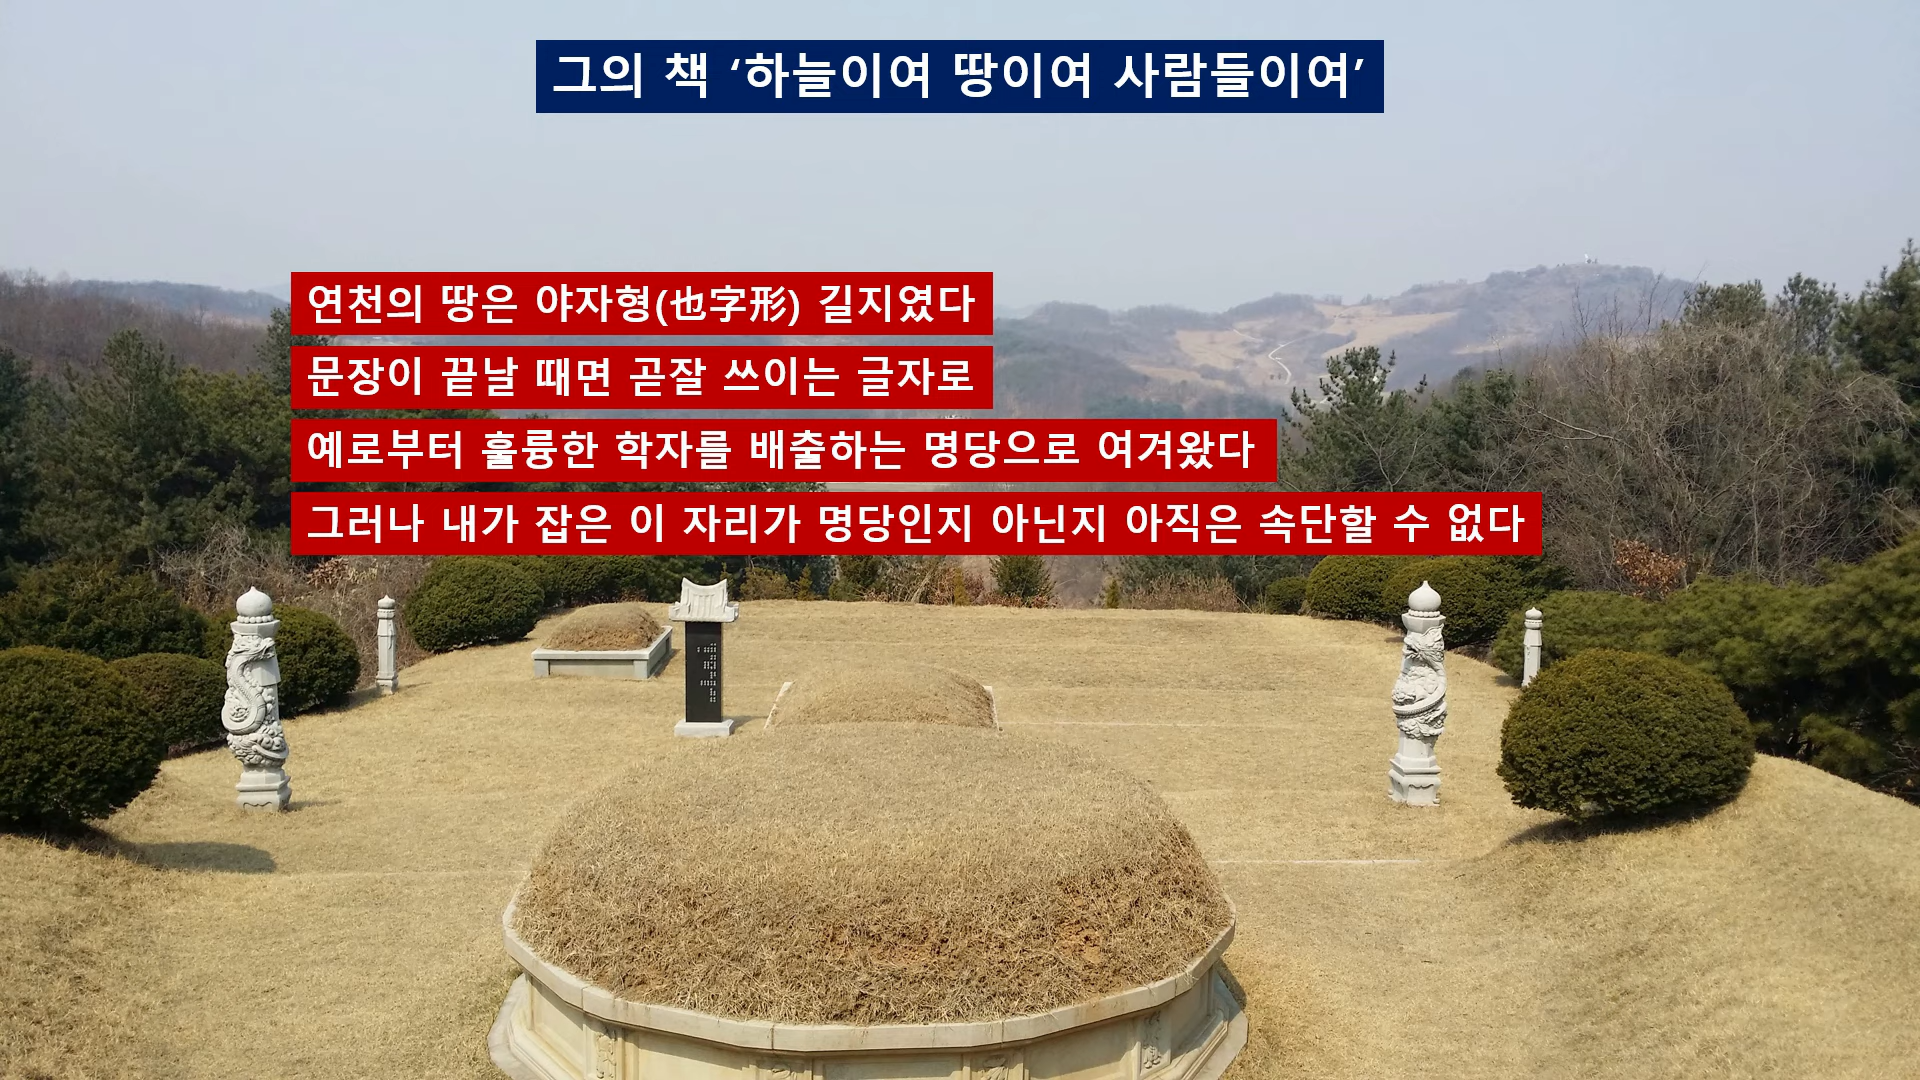 그의 책 ‘하늘이여 땅이여 사람들이여’
연천의 땅은 야자형(也字形) 길지였다
문장이 끝날 때면 곧잘 쓰이는 글자로
예로부터 훌륭한 학자를 배출하는 명당으로 여겨왔다
그러나 내가 잡은 이 자리가 명당인지 아닌지 아직은 속단할 수 없다